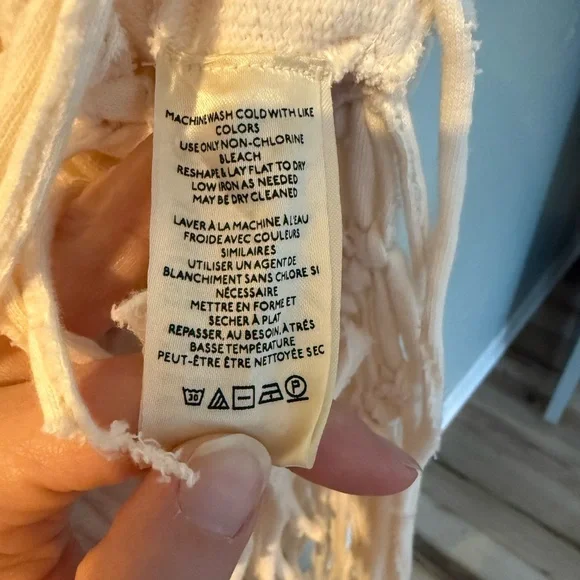 MACHINE WASH COLD WITH LIKE
COLORS
USE ONLY NON-CHLORINE
BLEACH
RESHAPE & LAY FLAT TO DRY
LOW IRON AS NEEDED
MAY BE DRY CLEANED
LAVER À LA MACHINE À L'EAU
FROIDE AVEC COULEURS
SIMILAIRES
UTILISER UN AGENT DE
BLANCHIMENT SANS CHLORE SI
NÉCESSAIRE
METTRE EN FORME ET
SECHER À PLAT
REPASSER, AU BESOIN, À TRÉS
BASSE TEMPÉRATURE
PEUT-ÊTRE ÊTRE NETTOYÉE SEC
30 P